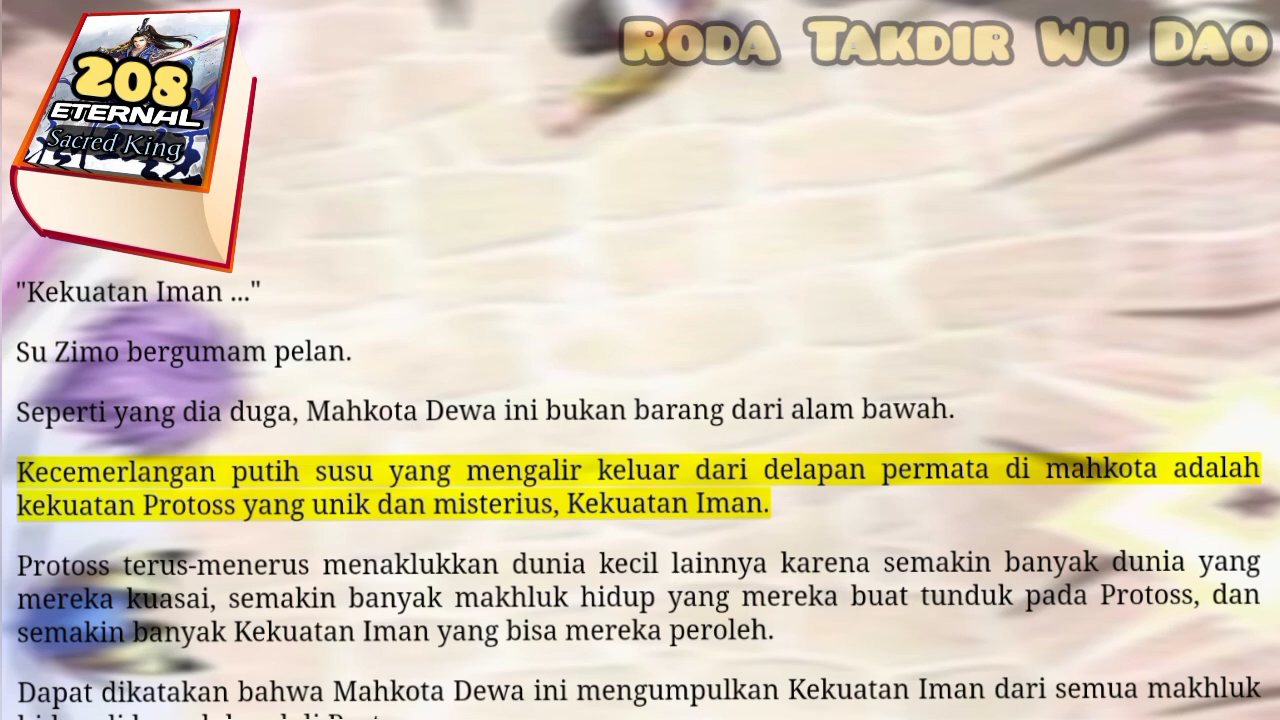 RODA TAKDIR WU DAO
208
ETERNAL
Sacred King
"Kekuatan Iman ..."
Su Zimo bergumam pelan.
Seperti yang dia duga, Mahkota Dewa ini bukan barang dari alam bawah.
Kecemerlangan putih susu yang mengalir keluar dari delapan permata di mahkota adalah
kekuatan Protoss yang unik dan misterius, Kekuatan Iman.
Protoss terus-menerus menaklukkan dunia kecil lainnya karena semakin banyak dunia yang
mereka kuasai, semakin banyak makhluk hidup yang mereka buat tunduk pada Protoss, dan
semakin banyak Kekuatan Iman yang bisa mereka peroleh.
Dapat dikatakan bahwa Mahkota Dewa ini mengumpulkan Kekuatan Iman dari semua makhluk